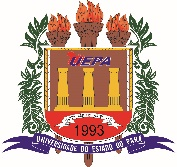 UEPA
1993
UNIVERSIDADE DO ESTADO DO PARÁ